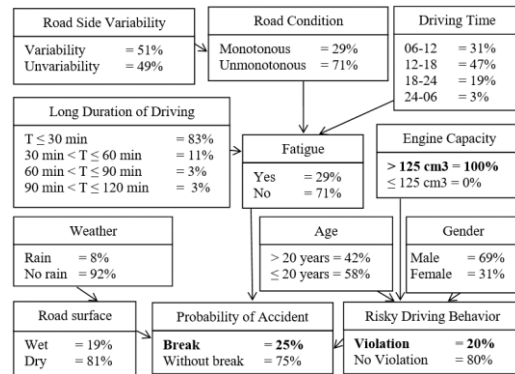 Road Side Variability
Variability = 51%
Unvariability = 49%
Road Condition
Monotonous = 29%
Unmonotonous = 71%
Driving Time
06-12 = 31%
12-18 = 47%
18-24 = 19%
24-06 = 3%
Long Duration of Driving
T ≤ 30 min = 83%
30 min < T ≤ 60 min = 11%
60 min < T ≤ 90 min = 3%
90 min < T ≤ 120 min = 3%
Fatigue
Yes = 29%
No = 71%
Engine Capacity
> 125 cm3 = 100%
≤ 125 cm3 = 0%
Weather
Rain = 8%
No rain = 92%
Age
> 20 years = 42%
≤ 20 years = 58%
Gender
Male = 69%
Female = 31%
Road surface
Wet = 19%
Dry = 81%
Probability of Accident
Break = 25%
Without break = 75%
Risky Driving Behavior
Violation = 20%
No Violation = 80%